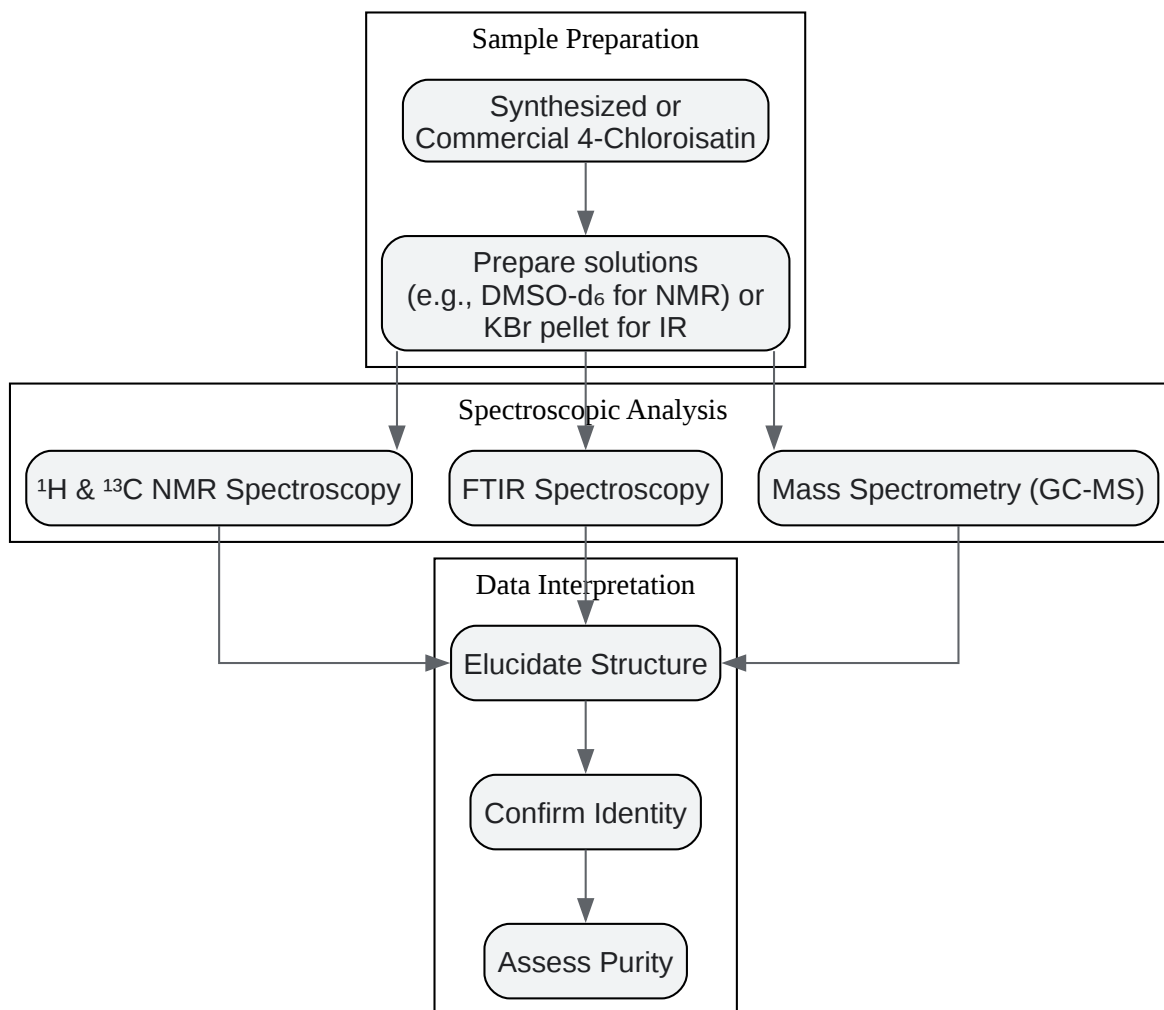 Sample Preparation
Synthesized or
Commercial 4-Chloroisatin
Prepare solutions
(e.g., DMSO-d₆ for NMR) or
KBr pellet for IR
Spectroscopic Analysis
¹H & ¹³C NMR Spectroscopy
FTIR Spectroscopy
Mass Spectrometry (GC-MS)
Data Interpretation
Elucidate Structure
Confirm Identity
Assess Purity